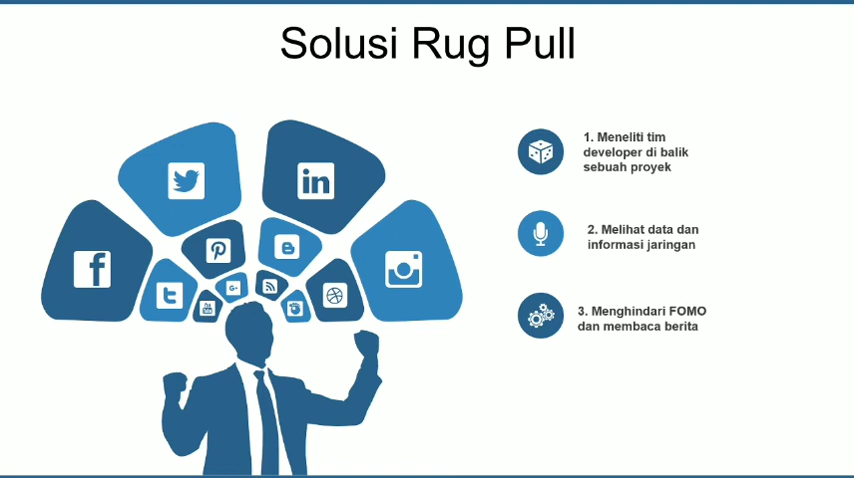 Solusi Rug Pull
1. Meneliti tim
developer di balik
sebuah proyek
2. Melihat data dan
informasi jaringan
3. Menghindari FOMO
dan membaca berita